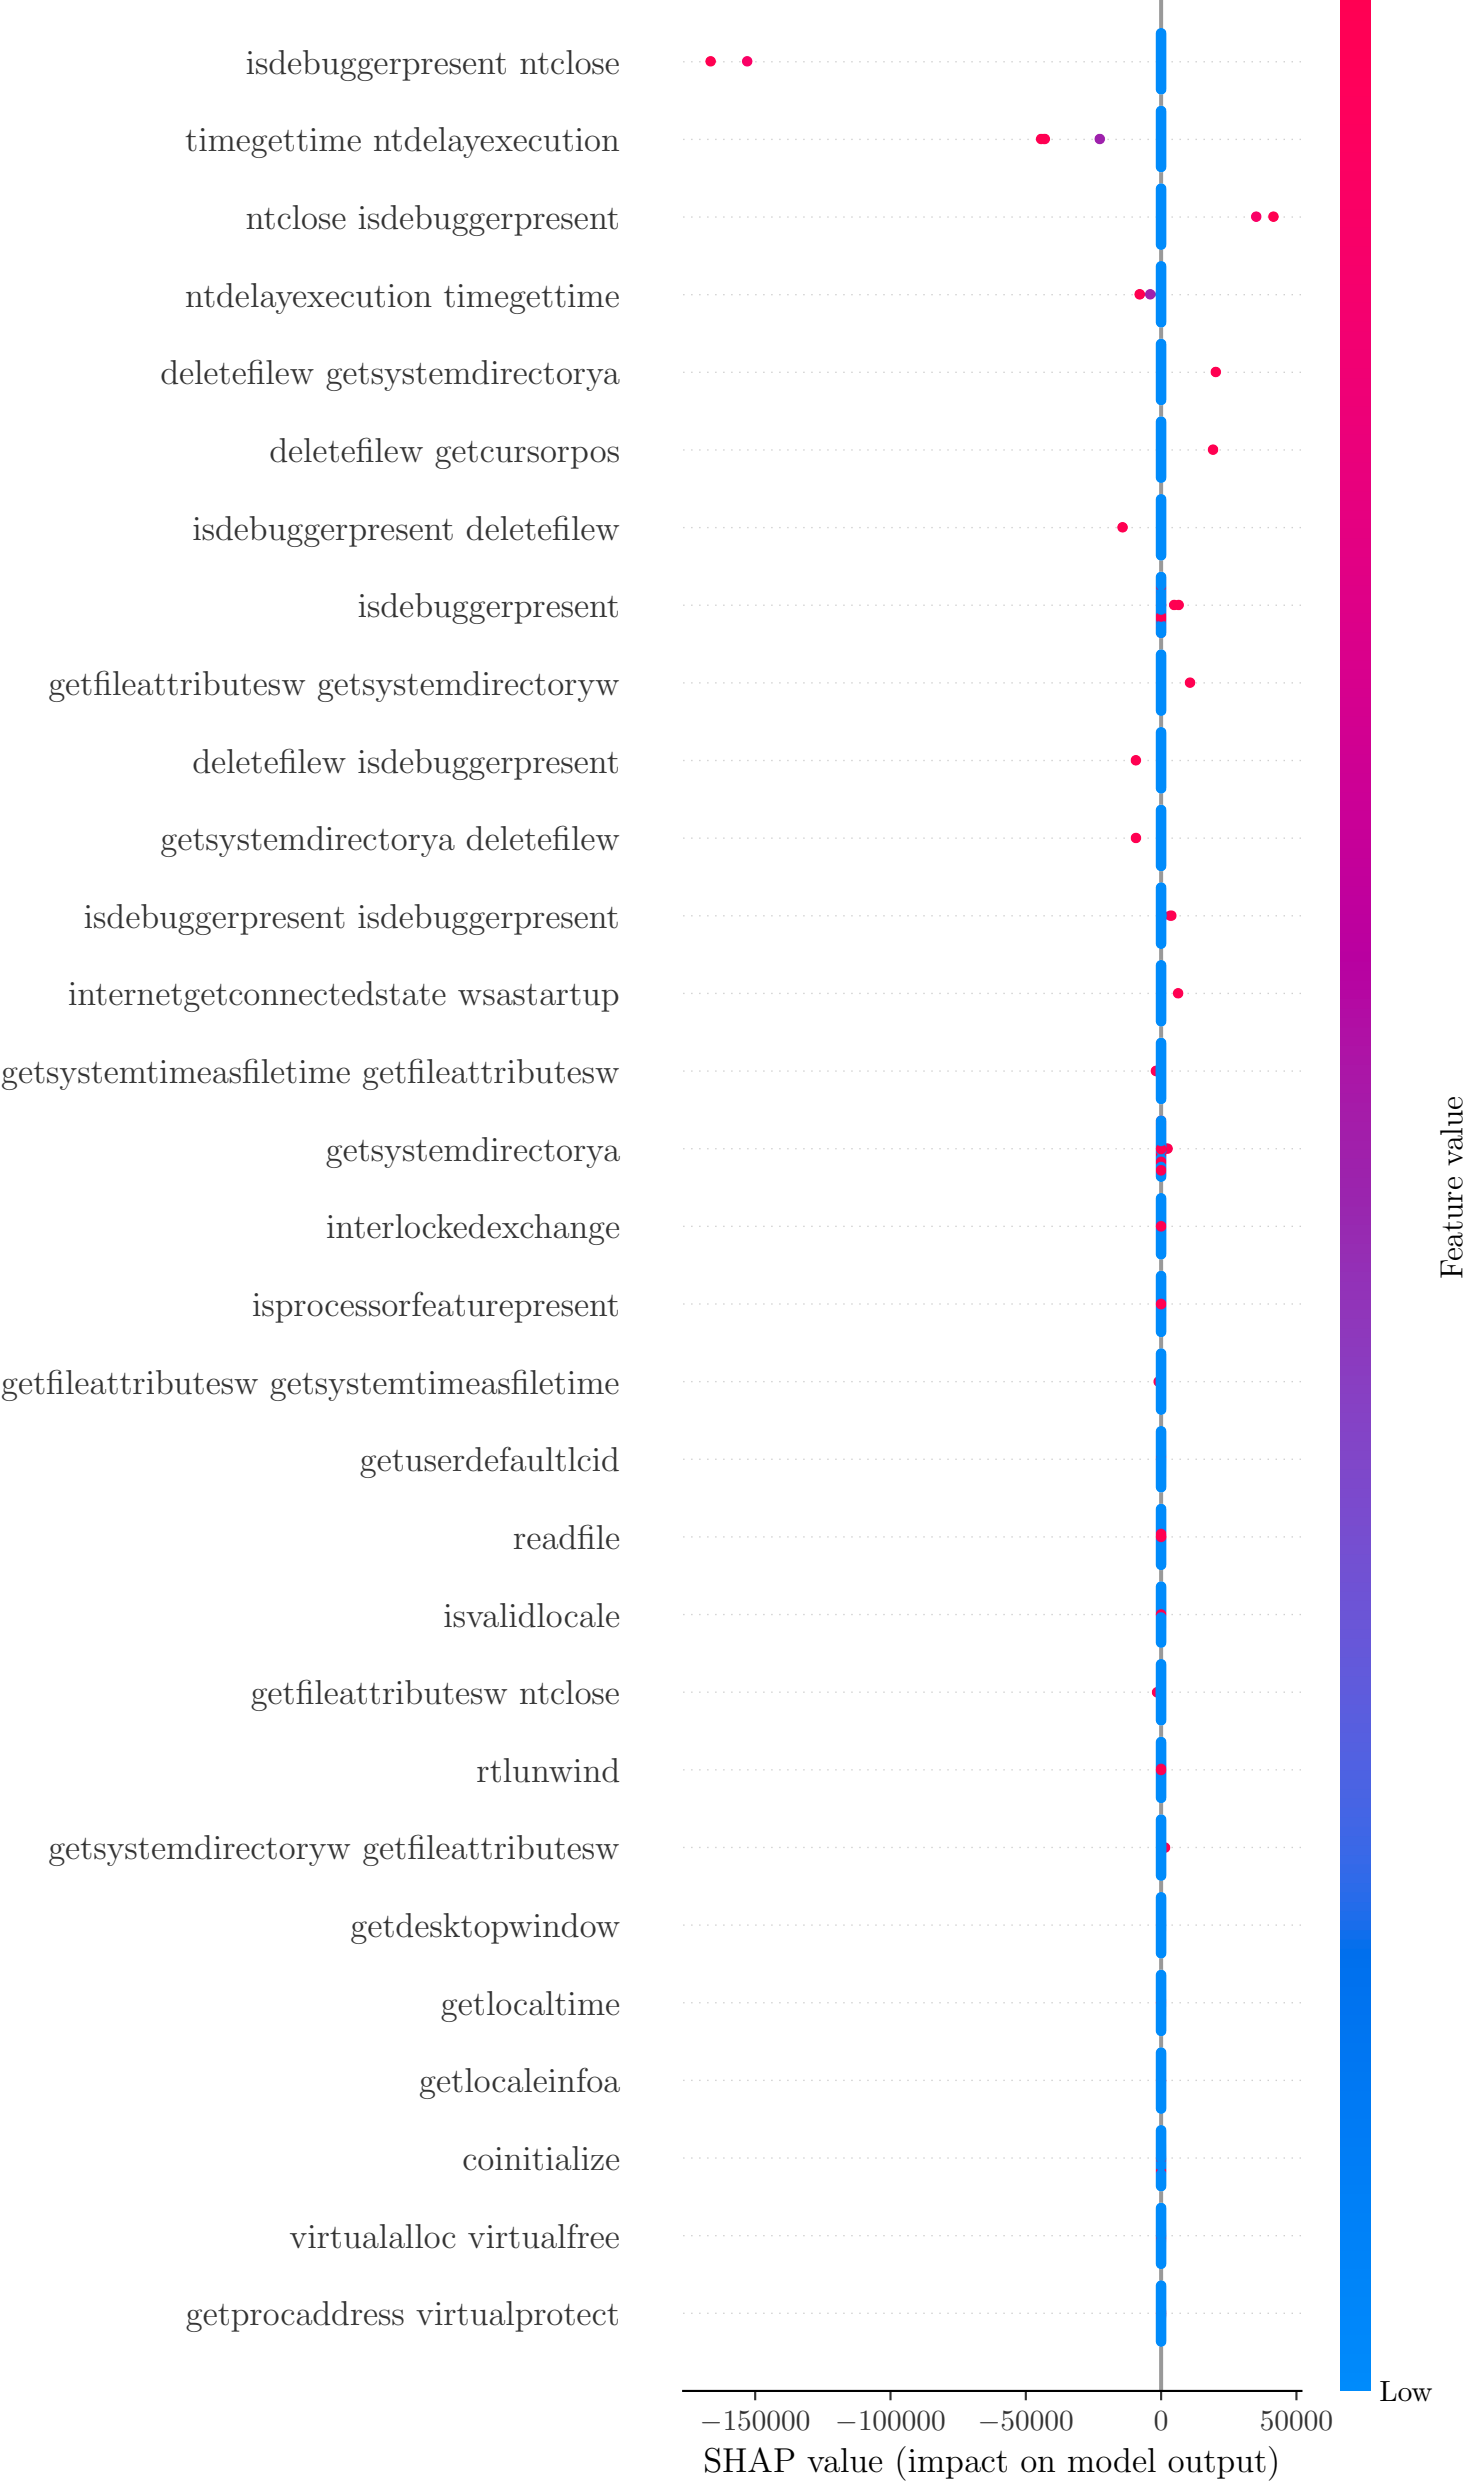 isdebuggerpresent ntclose
timegettime ntdelayexecution
ntclose isdebuggerpresent
ntdelayexecution timegettime
deletefilew getsystemdirectorya
deletefilew getcursorpos
isdebuggerpresent deletefilew
isdebuggerpresent
getfileattributesw getsystemdirectoryw
deletefilew isdebuggerpresent
getsystemdirectorya deletefilew
isdebuggerpresent isdebuggerpresent
internetgetconnectedstate wsastartup
getsystemtimeasfiletime getfileattributesw
getsystemdirectorya
interlockedexchange
isprocessorfeaturepresent
getfileattributesw getsystemtimeasfiletime
getuserdefaultlcid
readfile
isvalidlocale
getfileattributesw ntclose
rtlunwind
getsystemdirectoryw getfileattributesw
getdesktopwindow
getlocaltime
getlocaleinfoa
coinitialize
virtualalloc virtualfree
getprocaddress virtualprotect
−150000 −100000 −50000 0 50000
SHAP value (impact on model output)
Low
Feature value